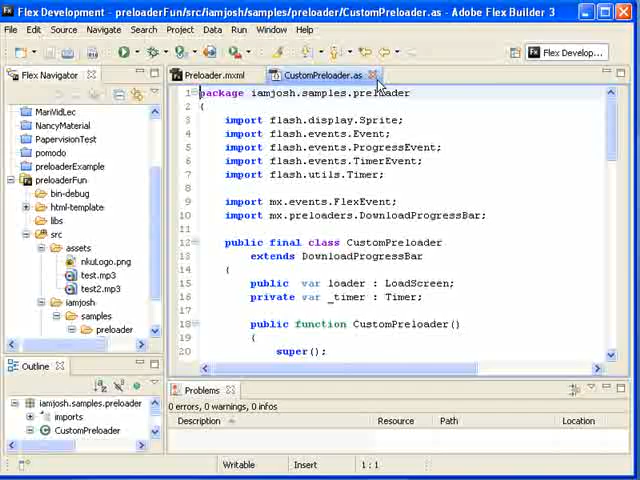 Flex Development - preloaderFun/src/iamjosh/samples/preloader/CustomPreloader.as - Adobe Flex Builder 3
File Edit Source Navigate Search Project Data Run Window Help
Flex Develop...
Flex Navigator
MariVidLec
NancyMaterial
PapervisionTest
pomodo
preloaderExample
preloaderFun
bin-debug
html-template
libs
src
assets
nkuLogo.png
test.mp3
test2.mp3
iamjosh
samples
preloader
Outline
iamjosh.samples.preloader
imports
CustomPreloader
Preloader.mxml
CustomPreloader.as
1 package iamjosh.samples.preloader
2 {
3 import flash.display.Sprite;
4 import flash.events.Event;
5 import flash.events.ProgressEvent;
6 import flash.events.TimerEvent;
7 import flash.utils.Timer;
8
9 import mx.events.FlexEvent;
10 import mx.preloaders.DownloadProgressBar;
11
12 public final class CustomPreloader
13 extends DownloadProgressBar
14 {
15 public var loader : LoadScreen;
16 private var _timer : Timer;
17
18 public function CustomPreloader()
19 {
20 super();
Problems
0 errors, 0 warnings, 0 infos
Description Resource Path Location
Writable Insert 1 : 1